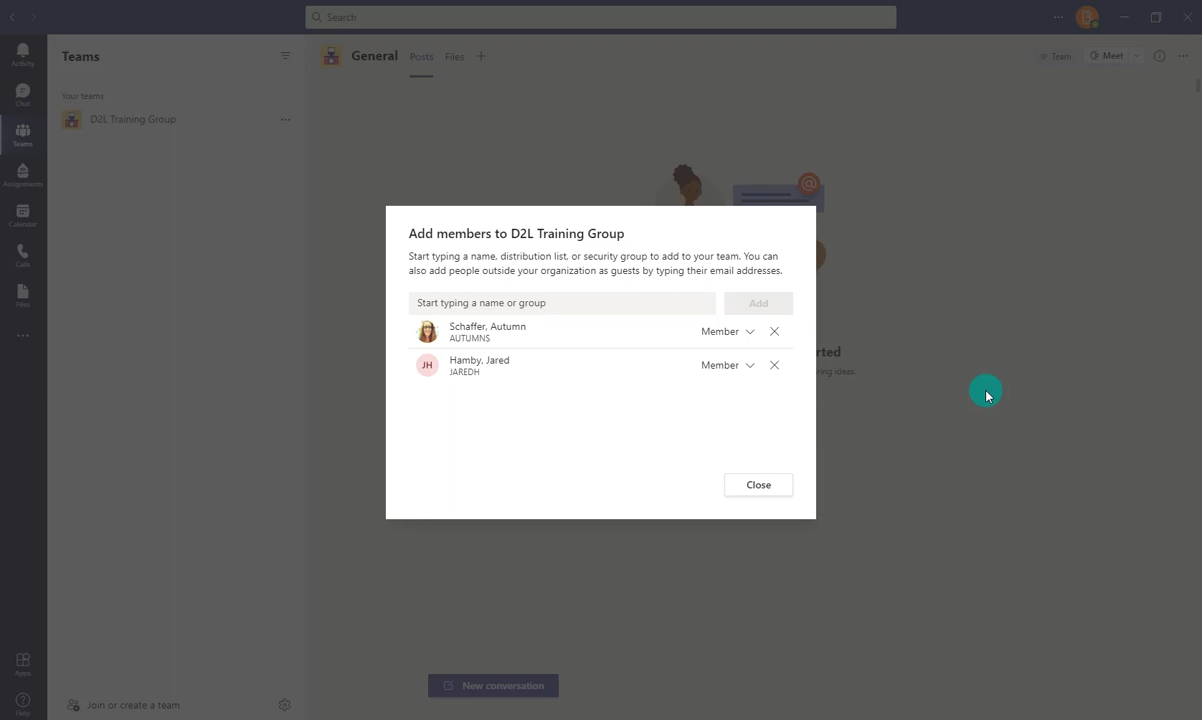 Search
Activity
Chat
Teams
Assignments
Calendar
Calls
Files
Apps
Help
Teams
Your teams
D2L Training Group
Join or create a team
General
Posts
Files
Team
Meet
Add members to D2L Training Group
Start typing a name, distribution list, or security group to add to your team. You can
also add people outside your organization as guests by typing their email addresses.
Start typing a name or group
Add
Schaffer, Autumn
Member
AUTUMNS
JH
Hamby, Jared
Member
JAREDH
Close
New conversation